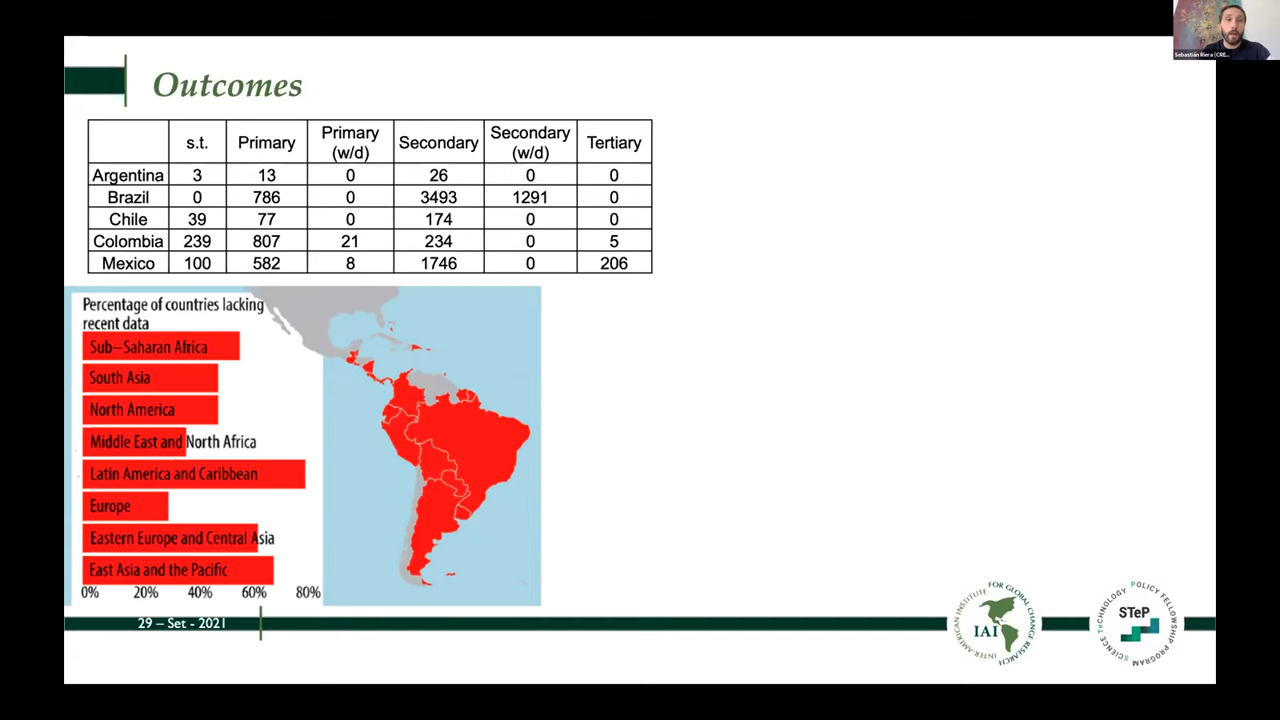 Sebastián Riera (CRE...
Outcomes
s.t. Primary Primary (w/d) Secondary Secondary (w/d) Tertiary
Argentina 3 13 0 26 0 0
Brazil 0 786 0 3493 1291 0
Chile 39 77 0 174 0 0
Colombia 239 807 21 234 0 5
Mexico 100 582 8 1746 0 206
Percentage of countries lacking
recent data
Sub-Saharan Africa
South Asia
North America
Middle East and North Africa
Latin America and Caribbean
Europe
Eastern Europe and Central Asia
East Asia and the Pacific
0% 20% 40% 60% 80%
29 – Set - 2021
INTER-AMERICAN INSTITUTE FOR GLOBAL CHANGE RESEARCH
IAI
SCIENCE TECHNOLOGY POLICY FELLOWSHIP PROGRAM
STeP